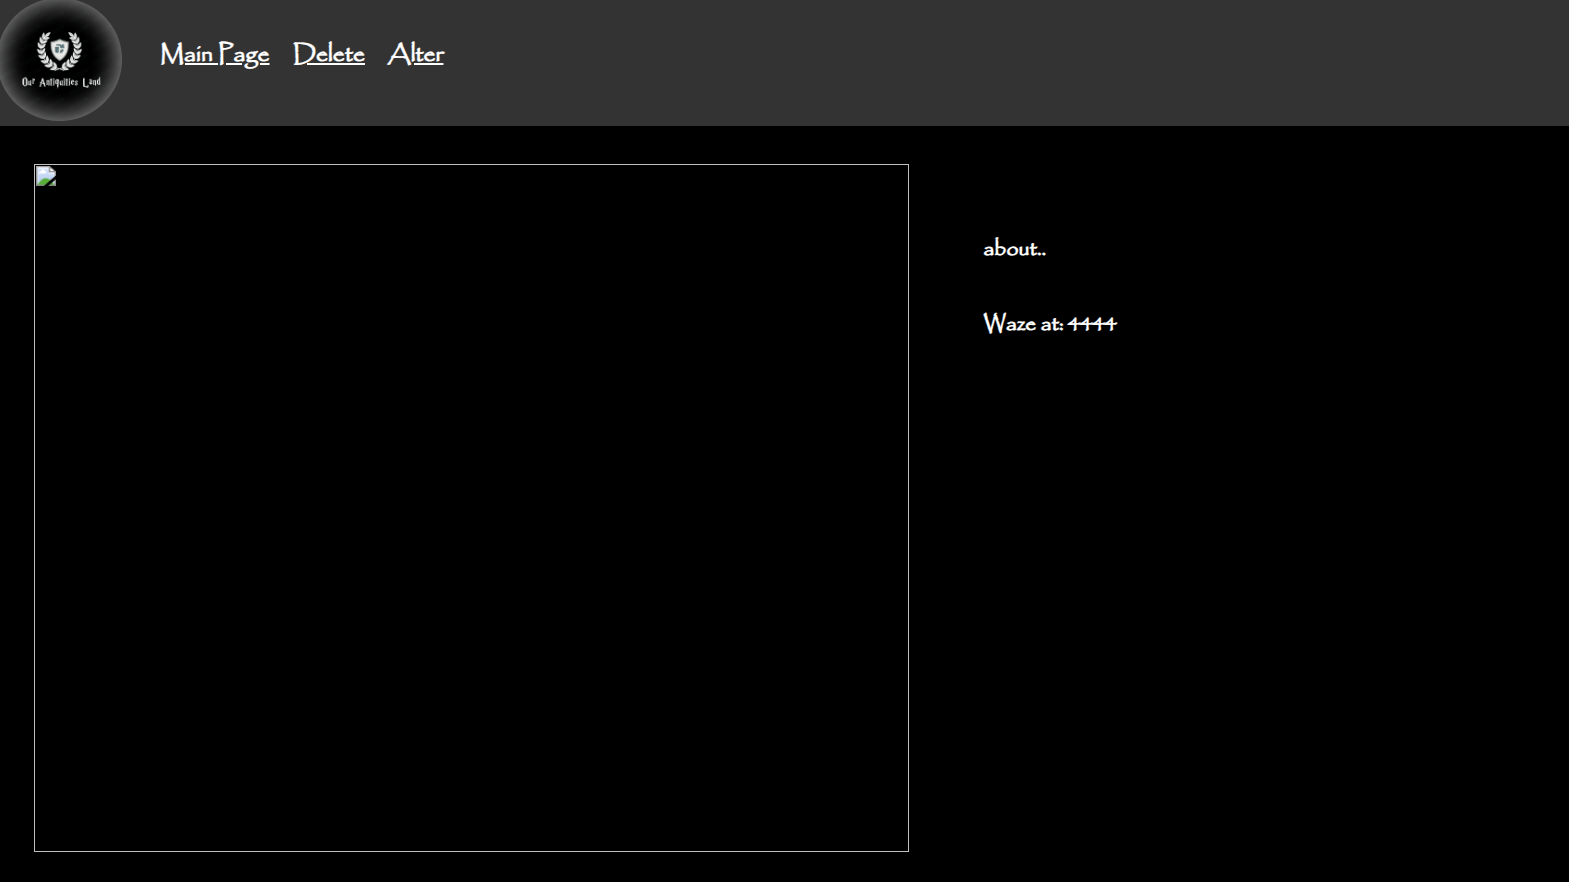 Our Antiquities Land
Main Page Delete Alter
about..
Waze at: 4444